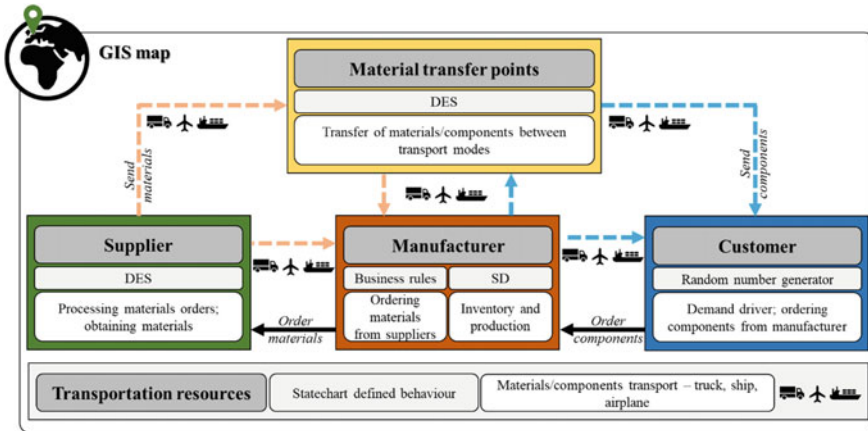 GIS map
Material transfer points
DES
Transfer of materials/components between
transport modes
Send
materials
Send
components
Supplier
DES
Processing materials orders;
obtaining materials
Manufacturer
Business rules
SD
Ordering
materials
from suppliers
Inventory and
production
Customer
Random number generator
Demand driver; ordering
components from manufacturer
Order
materials
Order
components
Transportation resources
Statechart defined behaviour
Materials/components transport – truck, ship,
airplane